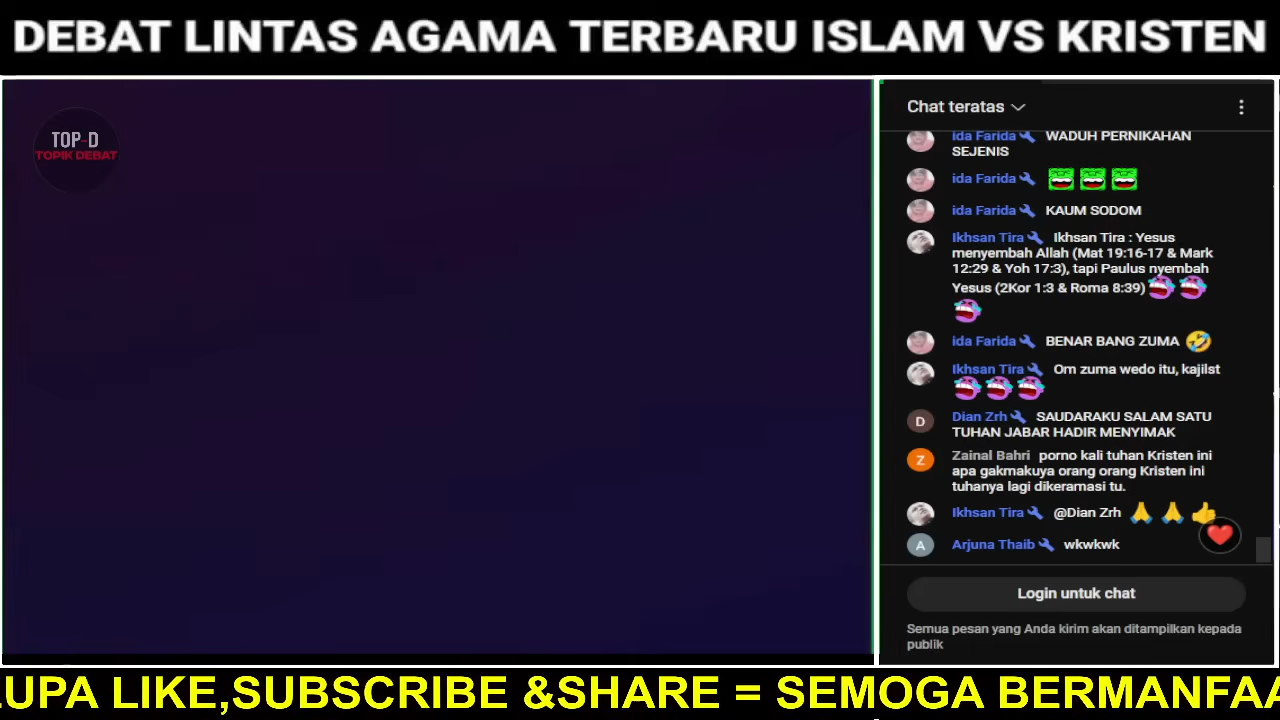 DEBAT LINTAS AGAMA TERBARU ISLAM VS KRISTEN
TOP-D
TOPIK DEBAT
Chat teratas
ida Farida WADUH PERNIKAHAN
SEJENIS
ida Farida
ida Farida KAUM SODOM
Ikhsan Tira Ikhsan Tira : Yesus
menyembah Allah (Mat 19:16-17 & Mark
12:29 & Yoh 17:3), tapi Paulus nyembah
Yesus (2Kor 1:3 & Roma 8:39)
ida Farida BENAR BANG ZUMA 🤣
Ikhsan Tira Om zuma wedo itu, kajilst
D
Dian Zrh SAUDARAKU SALAM SATU
TUHAN JABAR HADIR MENYIMAK
Z
Zainal Bahri porno kali tuhan Kristen ini
apa gakmakuya orang orang Kristen ini
tuhanya lagi dikeramasi tu.
Ikhsan Tira @Dian Zrh 🙏 🙏 👍
A
Arjuna Thaib wkwkwk
Login untuk chat
Semua pesan yang Anda kirim akan ditampilkan kepada
publik
LUPA LIKE,SUBSCRIBE &SHARE = SEMOGA BERMANFAA